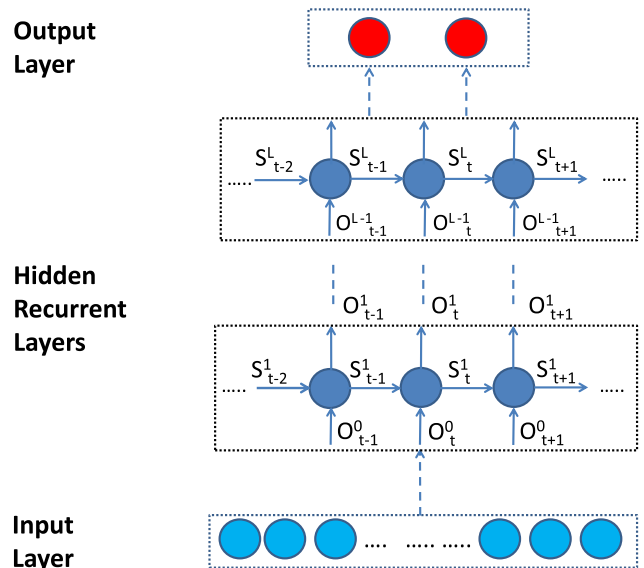 Output
Layer
..... S^L_{t-2} S^L_{t-1} S^L_t S^L_{t+1} .....
O^{L-1}_{t-1} O^{L-1}_t O^{L-1}_{t+1}
Hidden
Recurrent
Layers
O^1_{t-1} O^1_t O^1_{t+1}
..... S^1_{t-2} S^1_{t-1} S^1_t S^1_{t+1} .....
O^0_{t-1} O^0_t O^0_{t+1}
Input
Layer
.... ..... .....